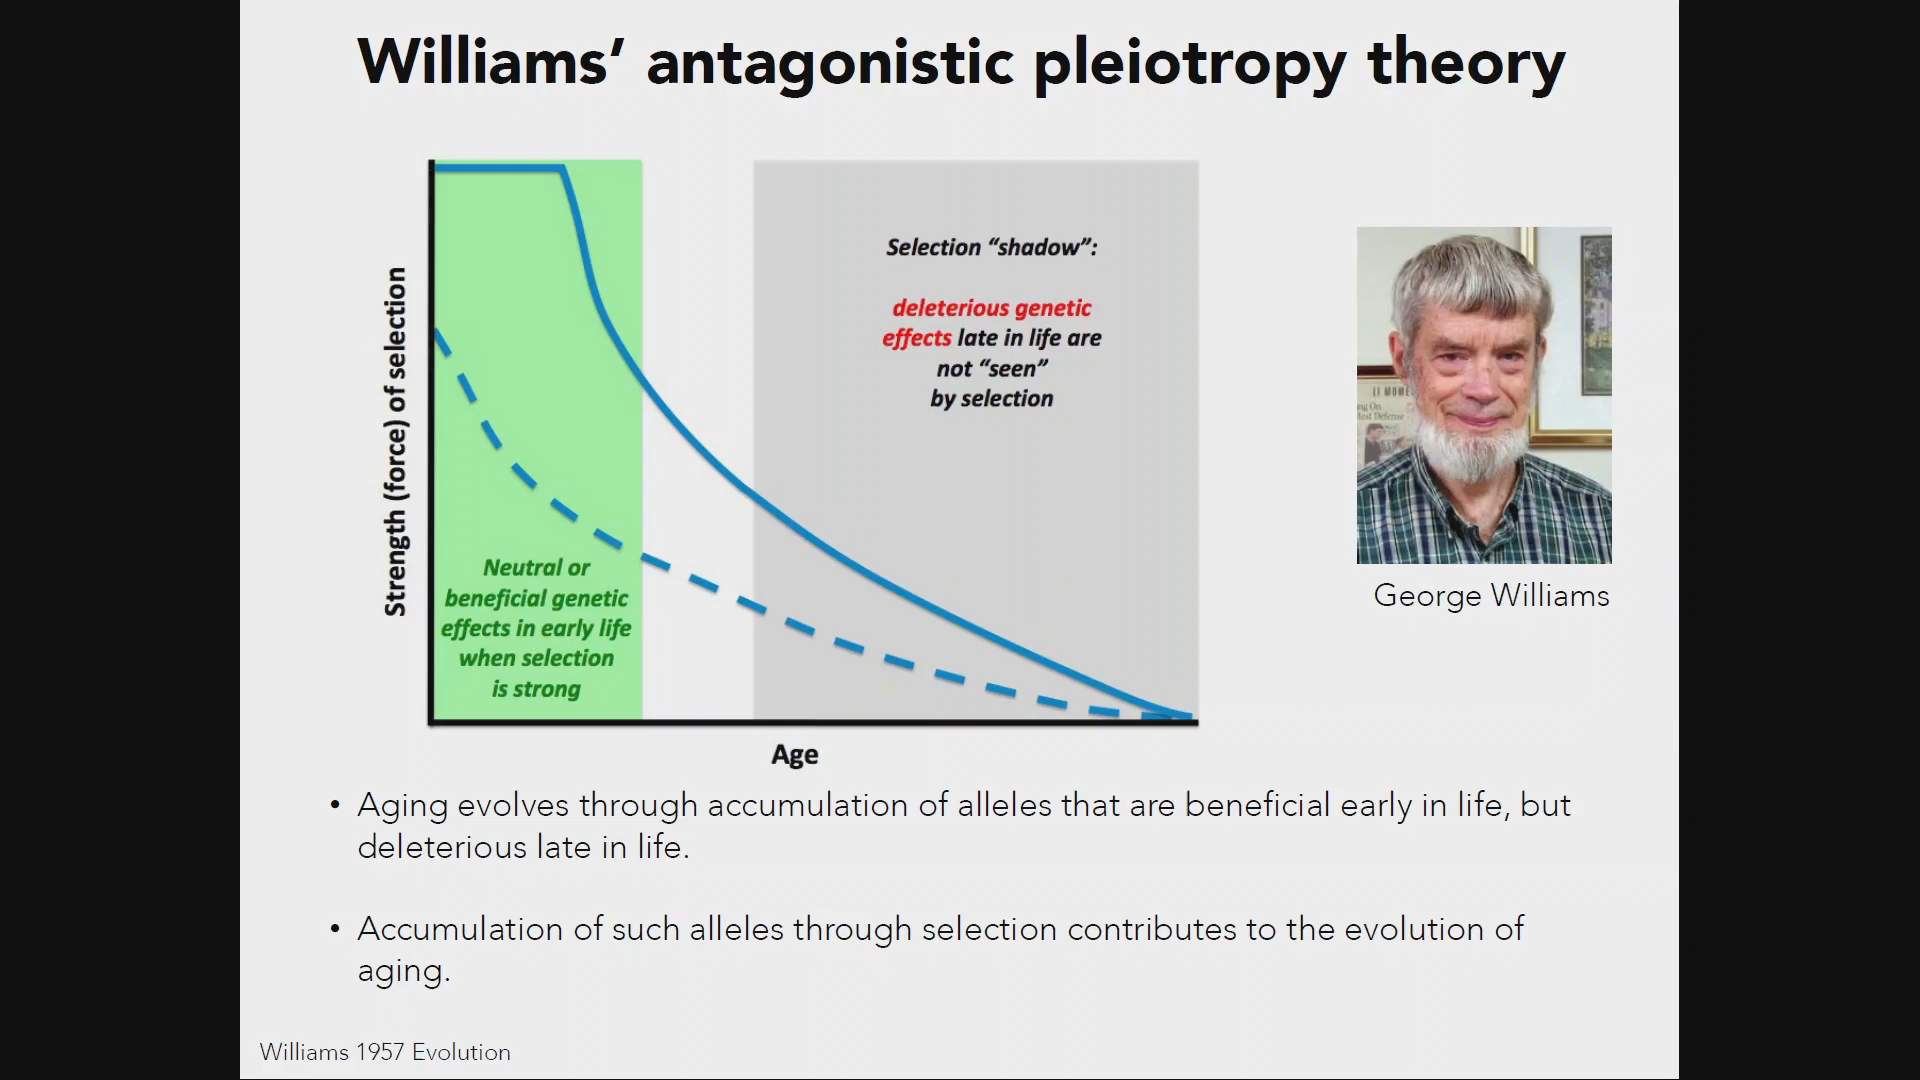 Williams’ antagonistic pleiotropy theory
Strength (force) of selection
Neutral or
beneficial genetic
effects in early life
when selection
is strong
Selection “shadow”:
deleterious genetic
effects late in life are
not “seen”
by selection
Age
George Williams
• Aging evolves through accumulation of alleles that are beneficial early in life, but
deleterious late in life.
• Accumulation of such alleles through selection contributes to the evolution of
aging.
Williams 1957 Evolution